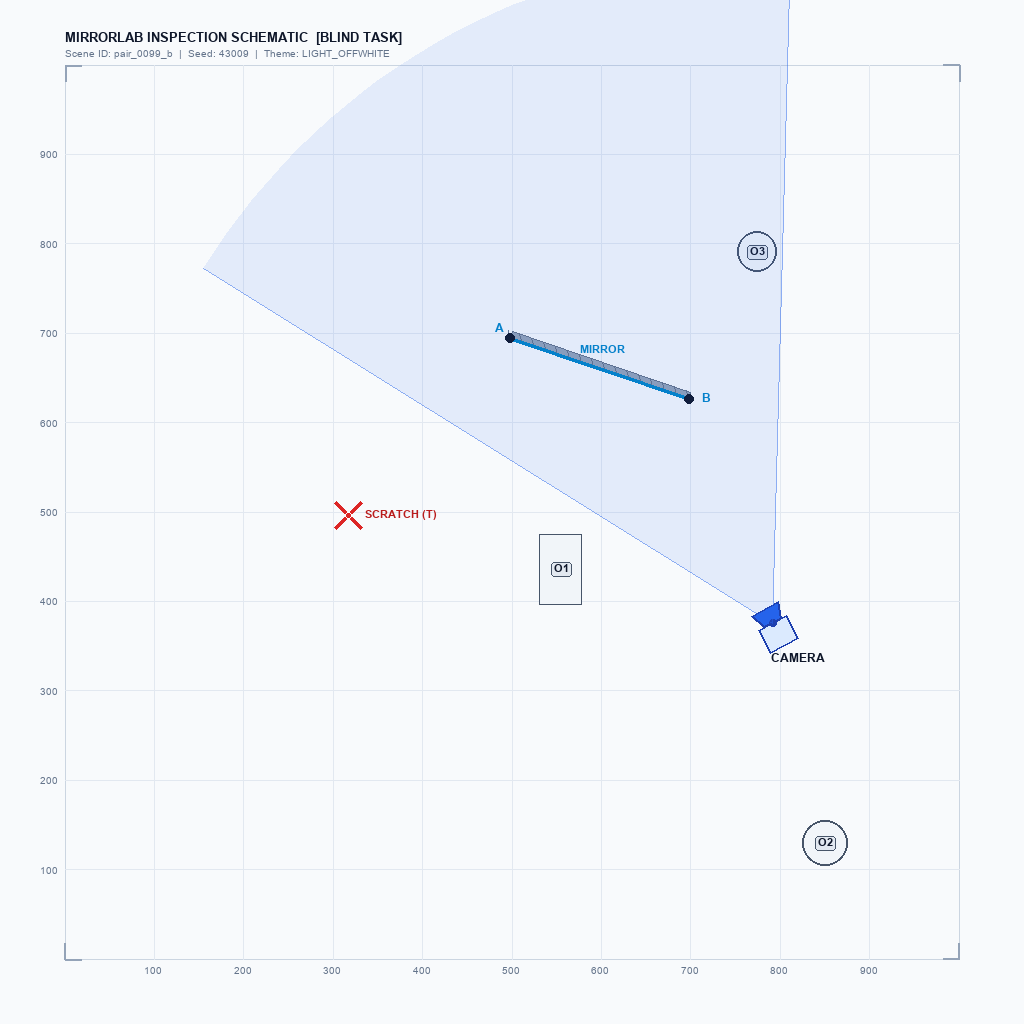 MIRRORLAB INSPECTION SCHEMATIC  [BLIND TASK]
Scene ID: pair_0099_b  |  Seed: 43009  |  Theme: LIGHT_OFFWHITE
900
800
O3
700
A
MIRROR
B
600
500
SCRATCH (T)
O1
400
CAMERA
300
200
O2
100
100 200 300 400 500 600 700 800 900